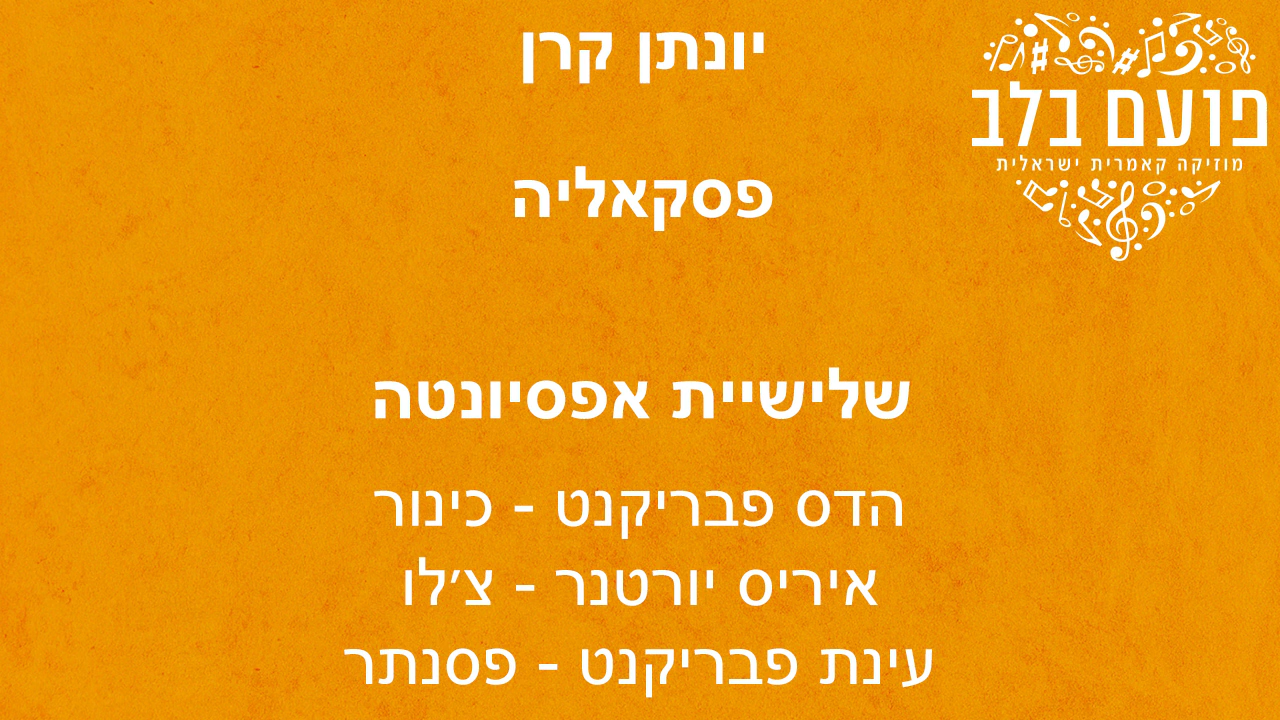 יונתן קרן
פסקאליה
שלישיית אפסיונטה
הדס פבריקנט - כינור
איריס יורטנר - צ׳לו
עינת פבריקנט - פסנתר
פועם בלב
מוזיקה קאמרית ישראלית